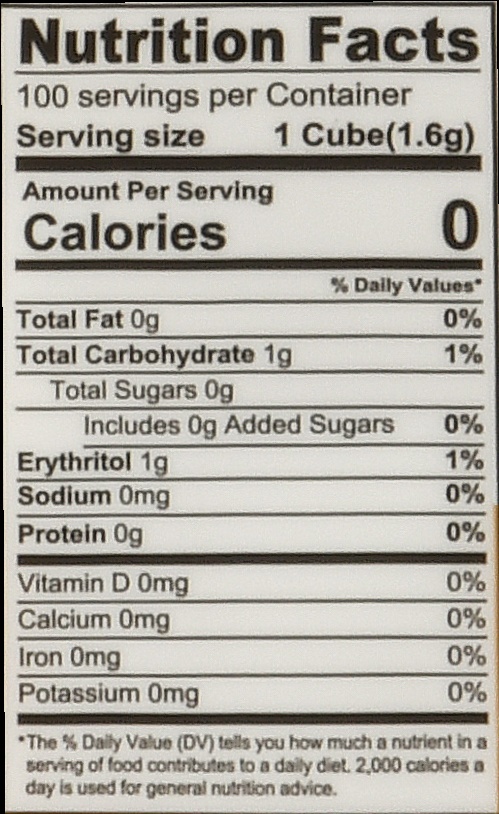 Nutrition Facts
100 servings per Container
Serving size 1 Cube(1.6g)
Amount Per Serving
Calories 0
% Daily Values*
Total Fat 0g 0%
Total Carbohydrate 1g 1%
Total Sugars 0g
Includes 0g Added Sugars 0%
Erythritol 1g 1%
Sodium 0mg 0%
Protein 0g 0%
Vitamin D 0mg 0%
Calcium 0mg 0%
Iron 0mg 0%
Potassium 0mg 0%
*The % Daily Value (DV) tells you how much a nutrient in a
serving of food contributes to a daily diet. 2,000 calories a
day is used for general nutrition advice.